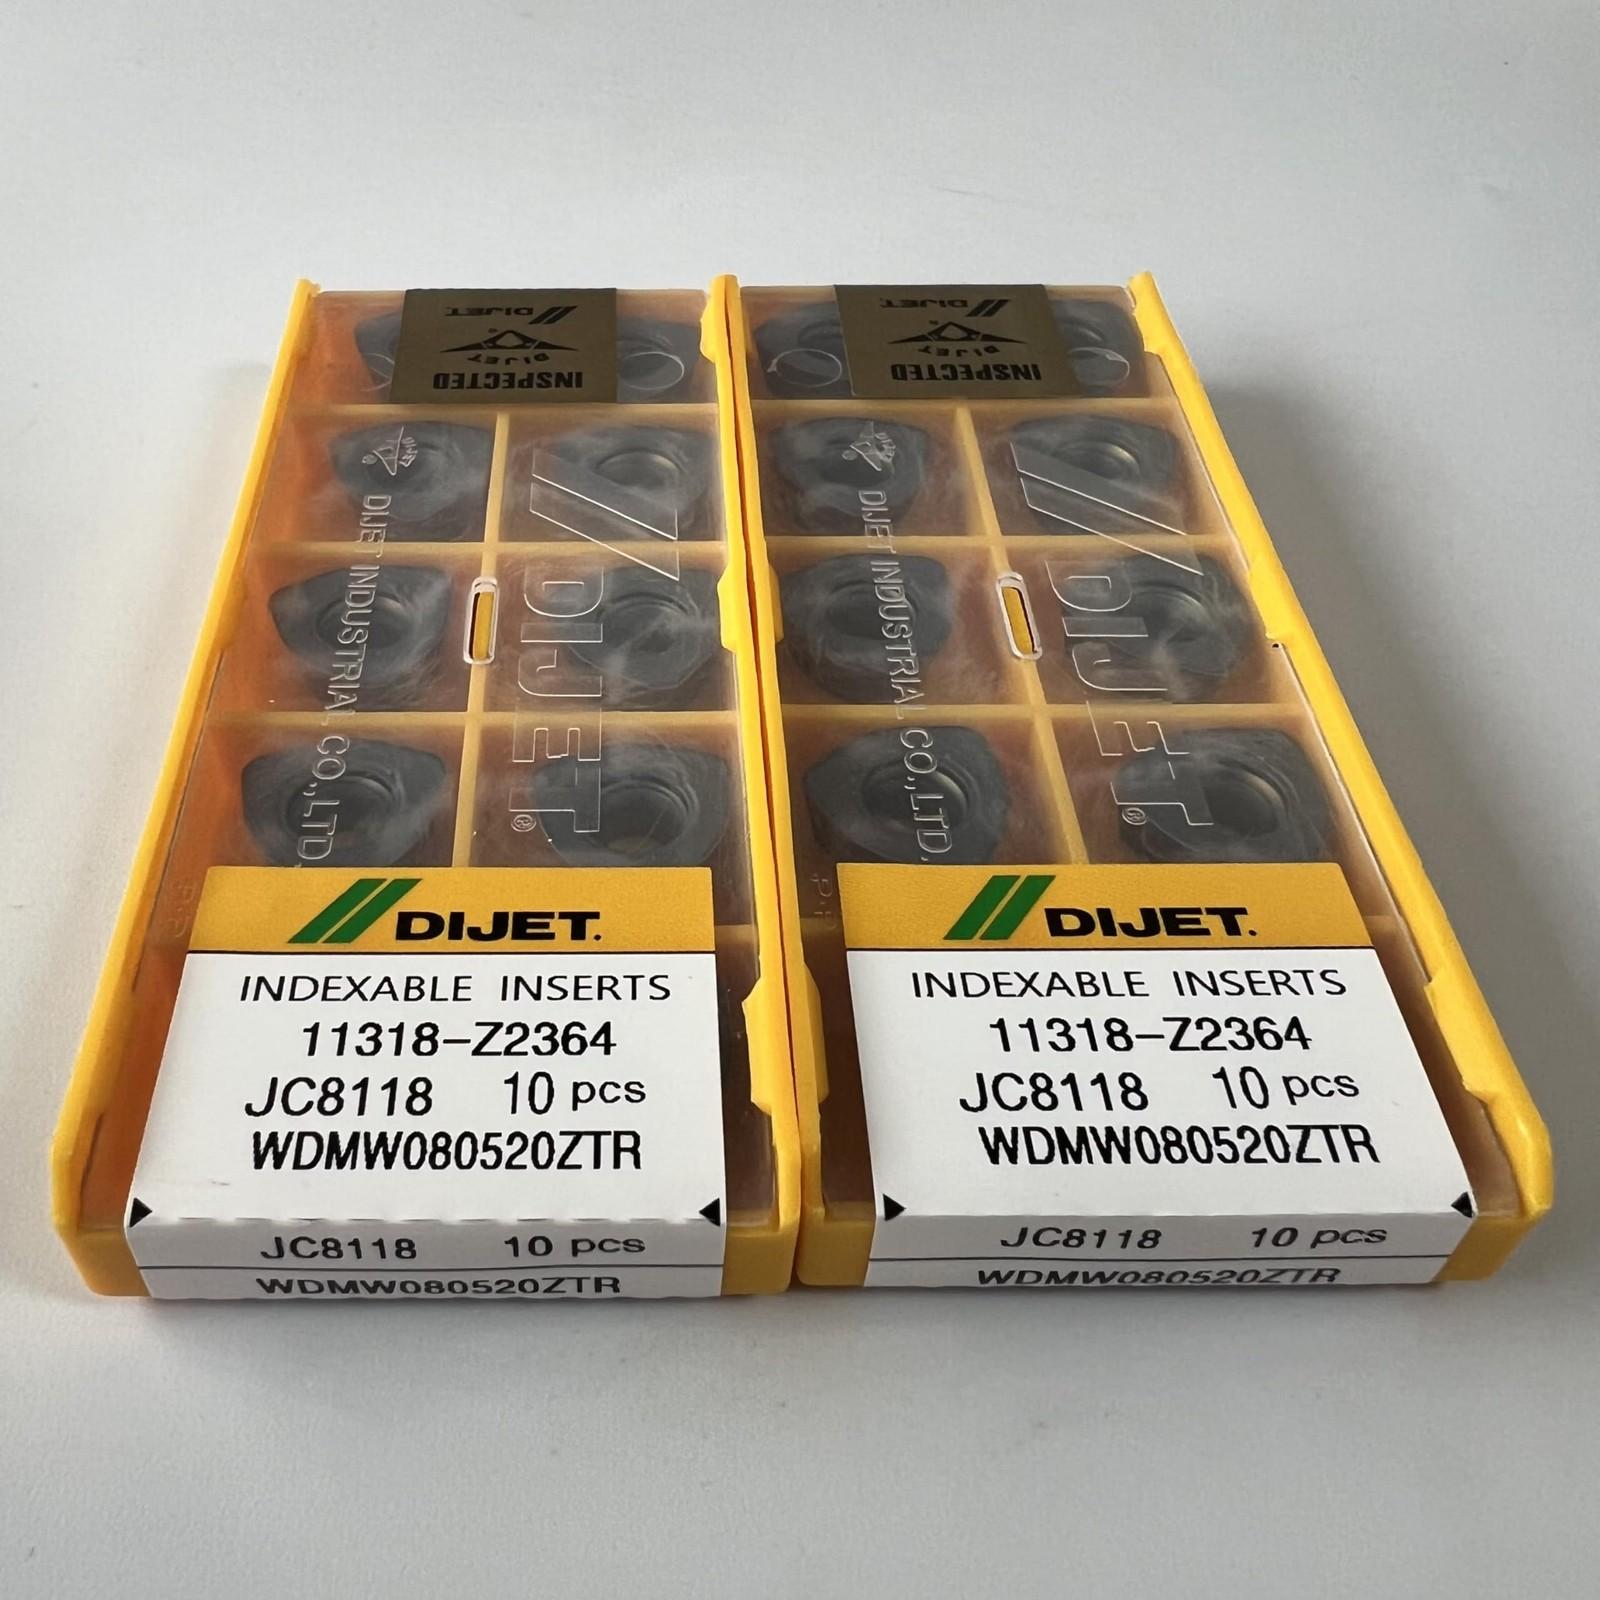 DIJET
DIJET
INSPECTED
DIJET INDUSTRIAL CO.,LTD.
DIJET®
P·P
DIJET.
INDEXABLE INSERTS
11318-Z2364
JC8118 10 pcs
WDMW080520ZTR
JC8118 10 pcs
WDMW080520ZTR
DIJET
DIJET
INSPECTED
DIJET INDUSTRIAL CO.,LTD.
DIJET®
P·P
DIJET.
INDEXABLE INSERTS
11318-Z2364
JC8118 10 pcs
WDMW080520ZTR
JC8118 10 pcs
WDMW080520ZTR